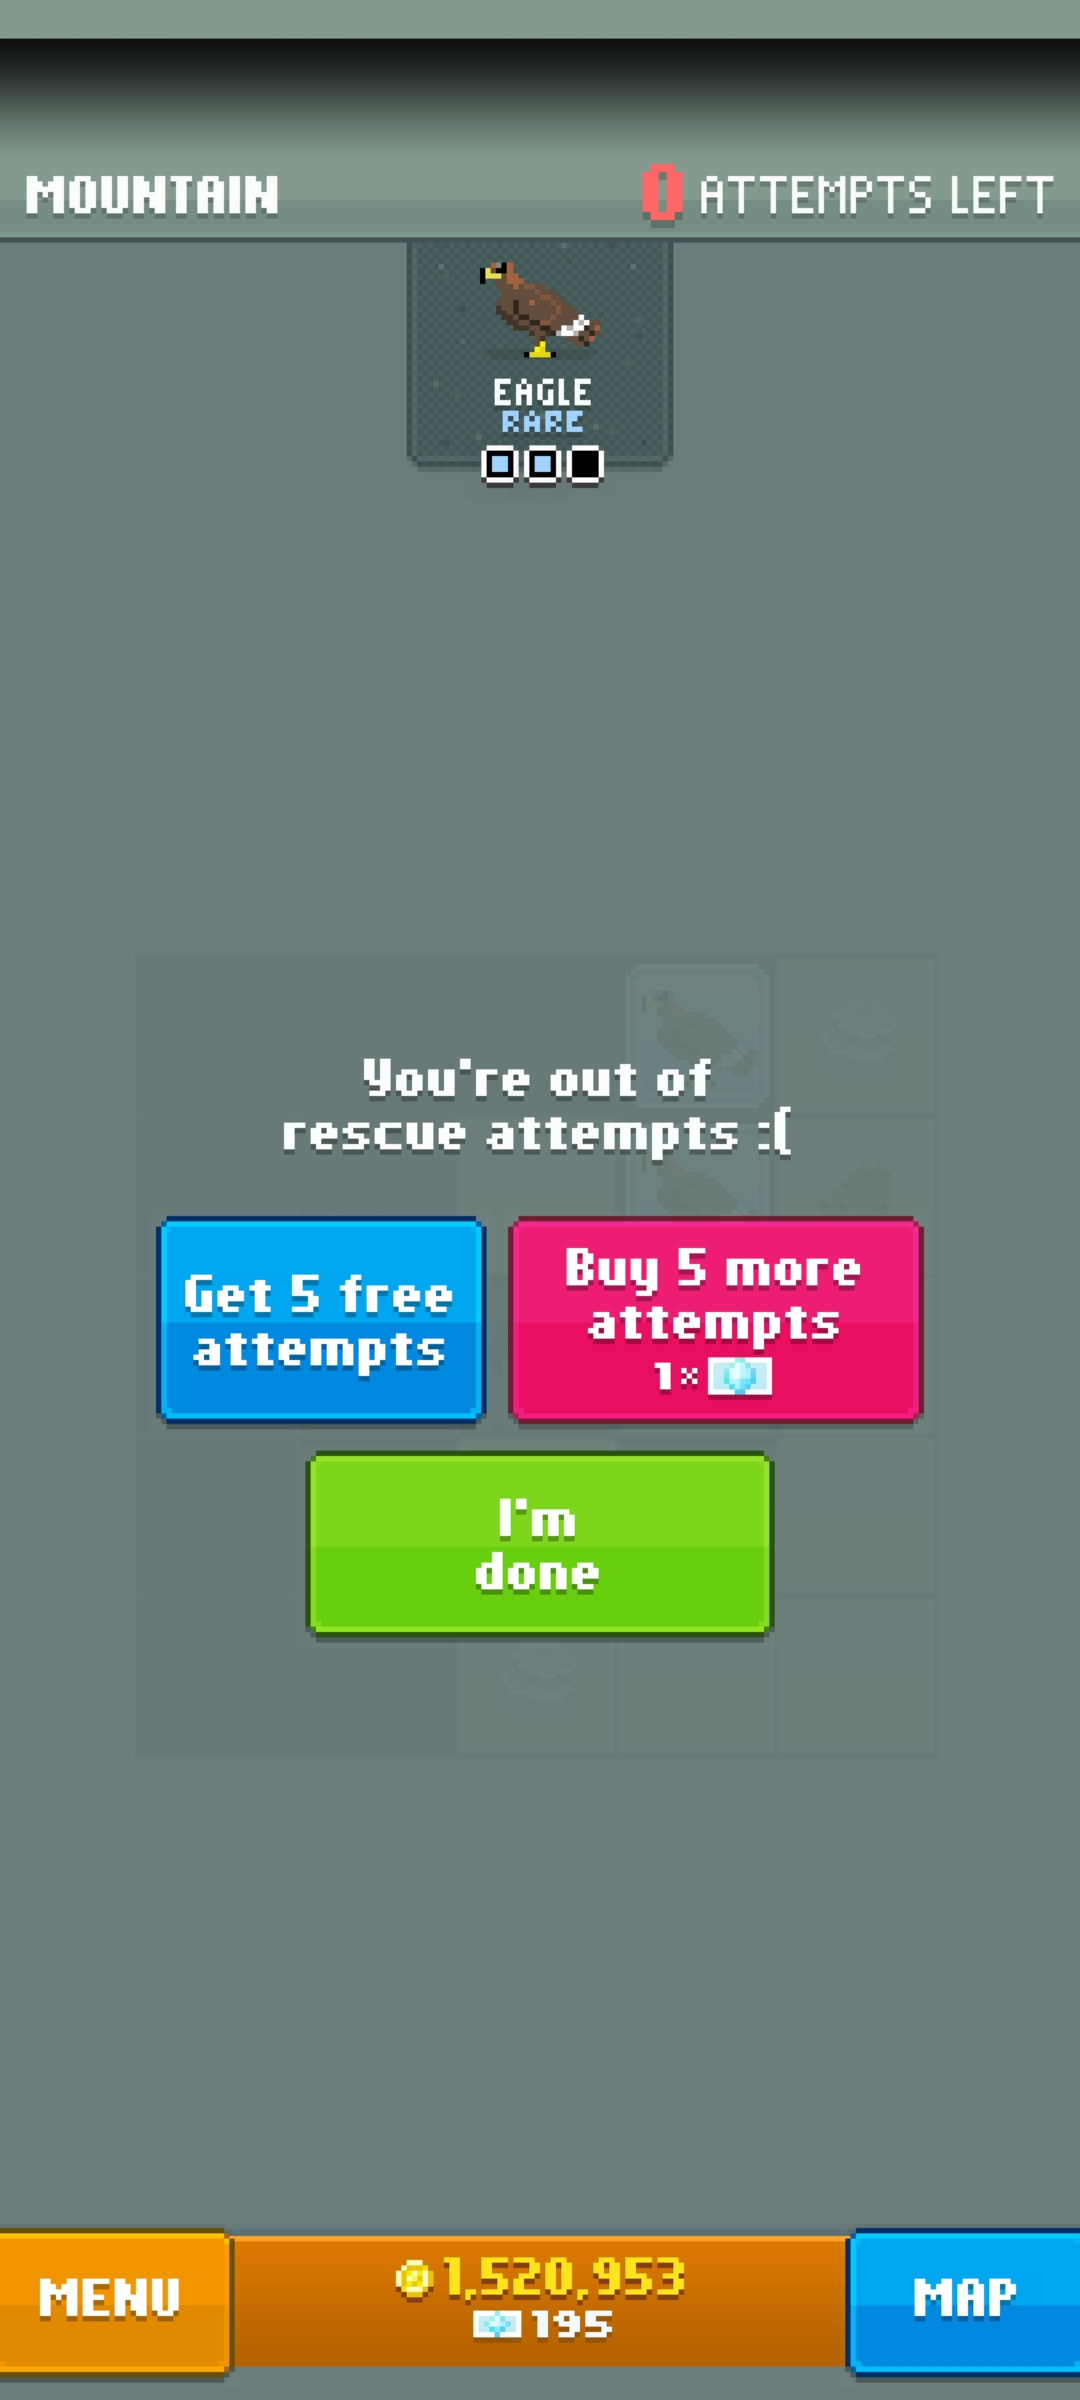 MOUNTAIN
0 ATTEMPTS LEFT
EAGLE
RARE
You're out of
rescue attempts :(
Get 5 free
attempts
Buy 5 more
attempts
1×
I'm
done
MENU
1,520,953
195
MAP